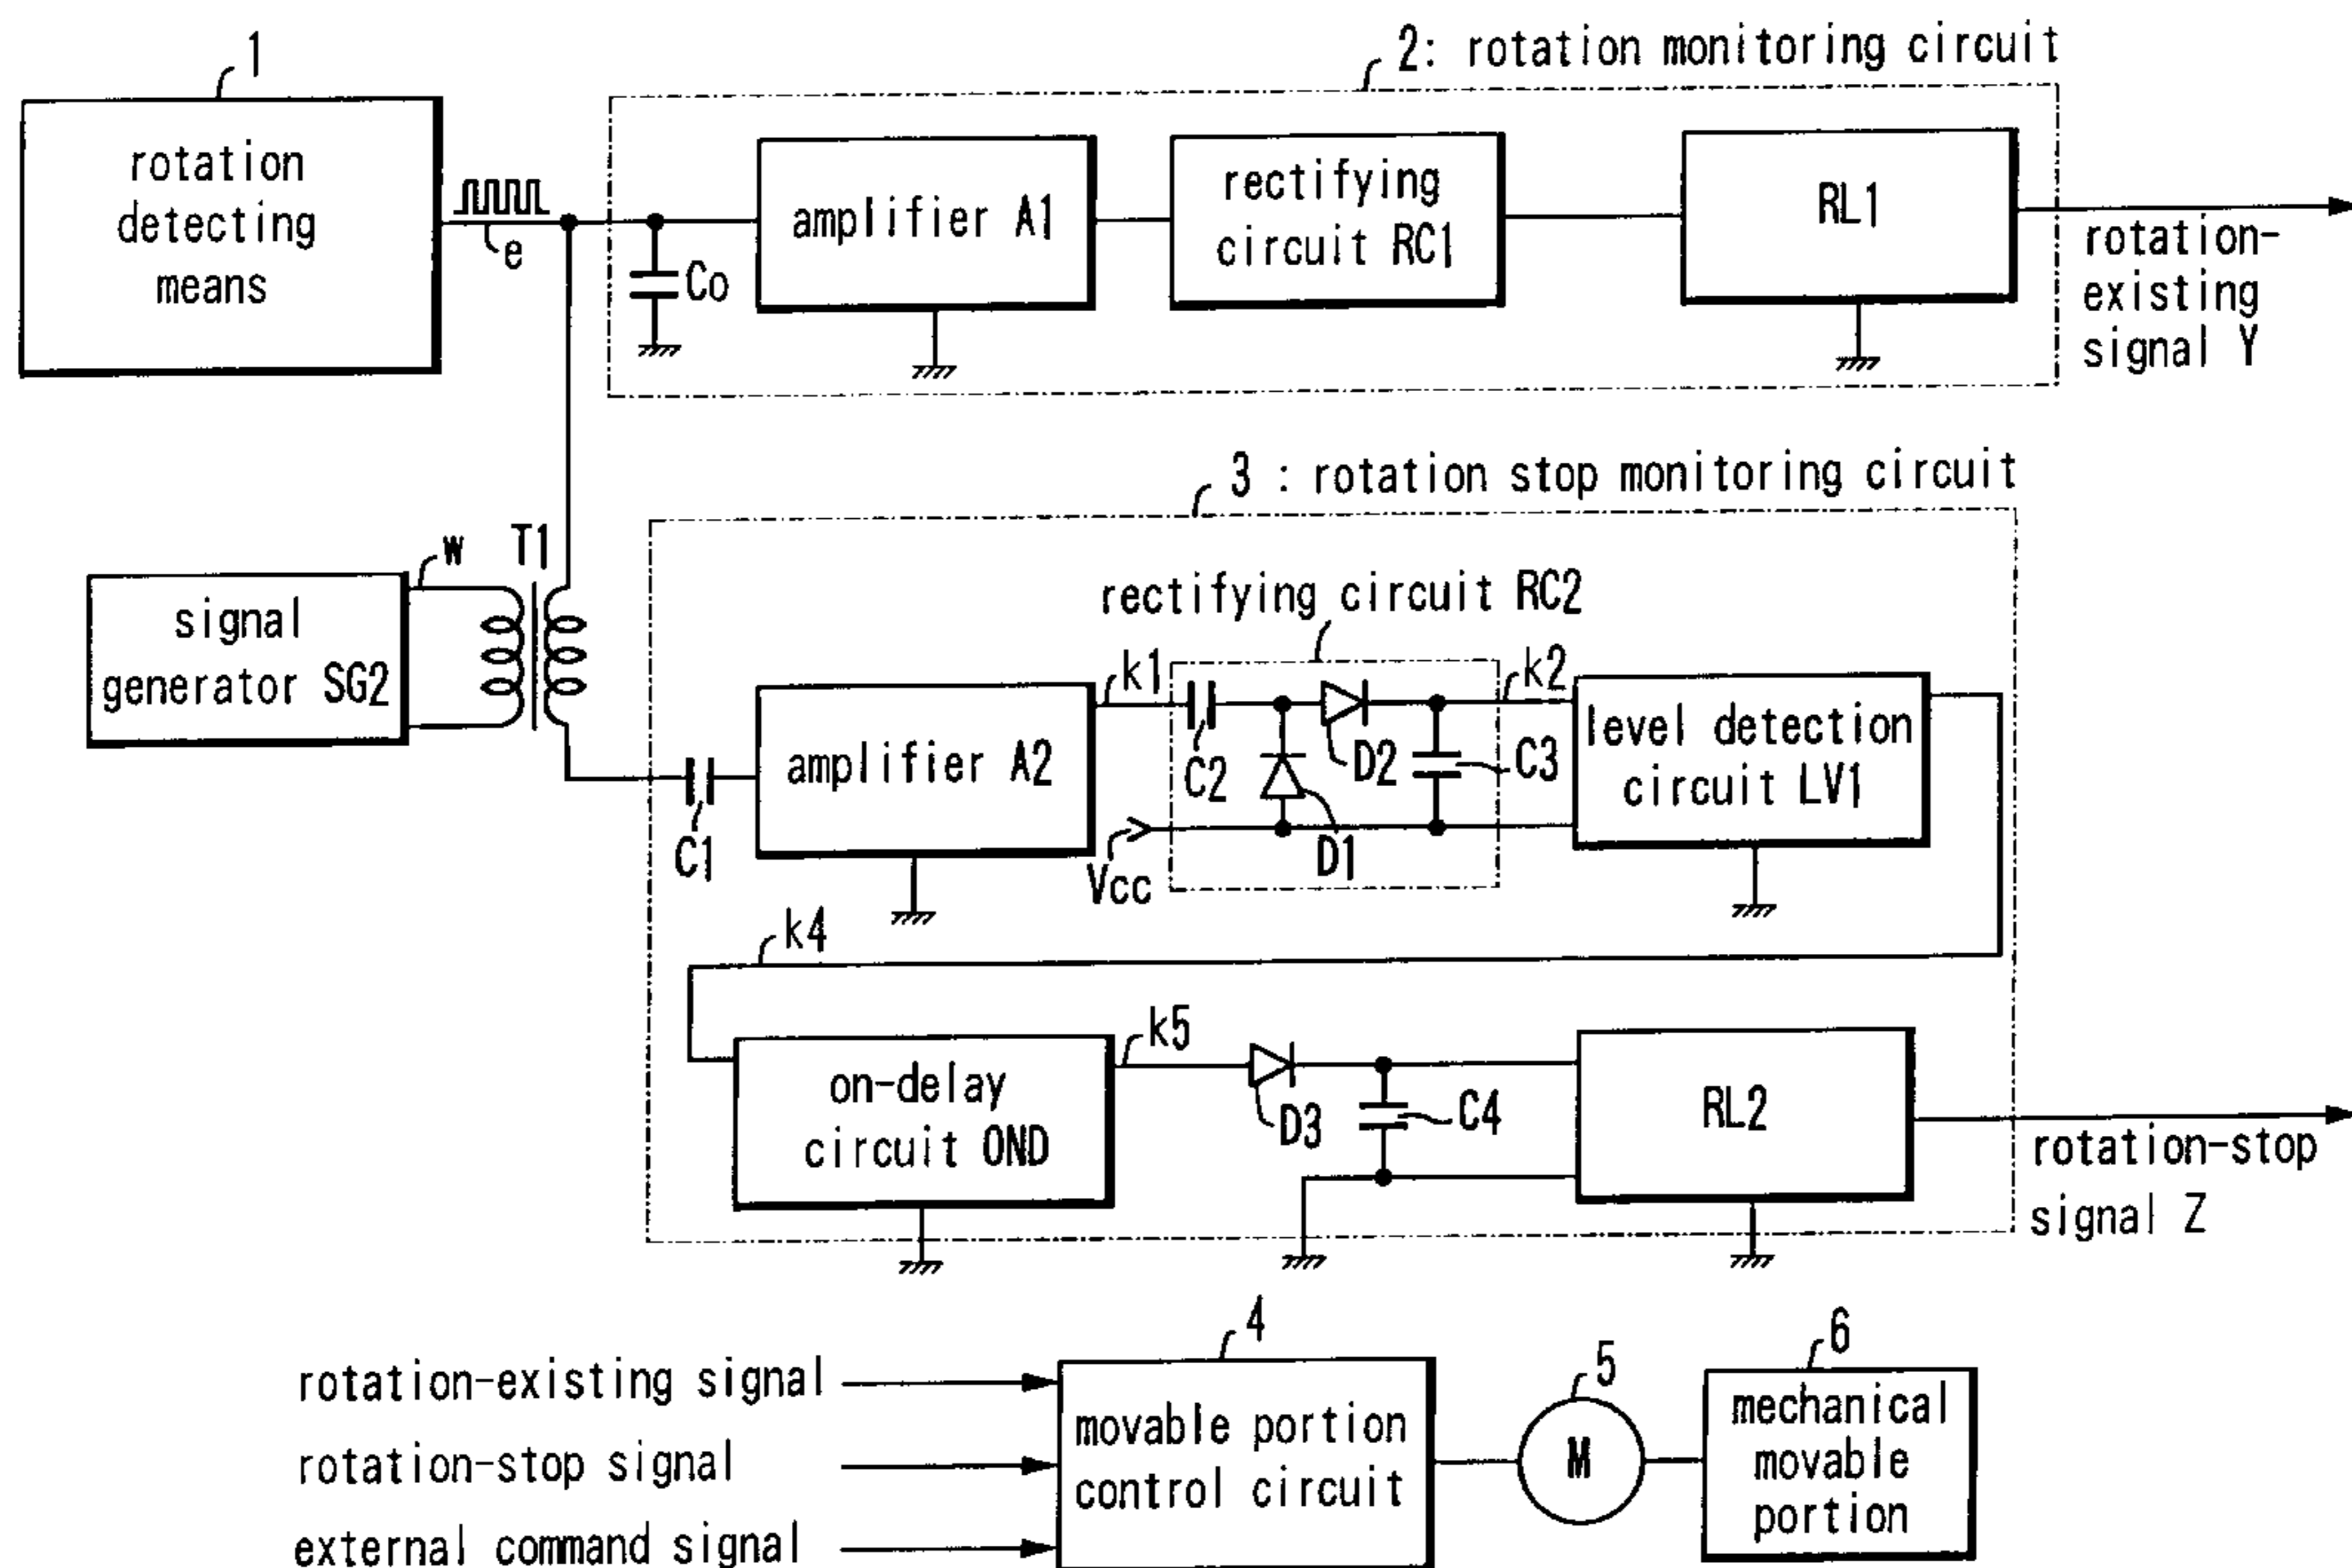 1
rotation
detecting
means
e
2: rotation monitoring circuit
Co
amplifier A1
rectifying
circuit RC1
RL1
rotation-
existing
signal Y
3 : rotation stop monitoring circuit
signal
generator SG2
w
T1
C1
amplifier A2
k1
rectifying circuit RC2
C2
D2
D1
C3
Vcc
k2
level detection
circuit LV1
k4
on-delay
circuit OND
k5
D3
C4
RL2
rotation-stop
signal Z
rotation-existing signal
rotation-stop signal
external command signal
4
movable portion
control circuit
5
M
6
mechanical
movable
portion